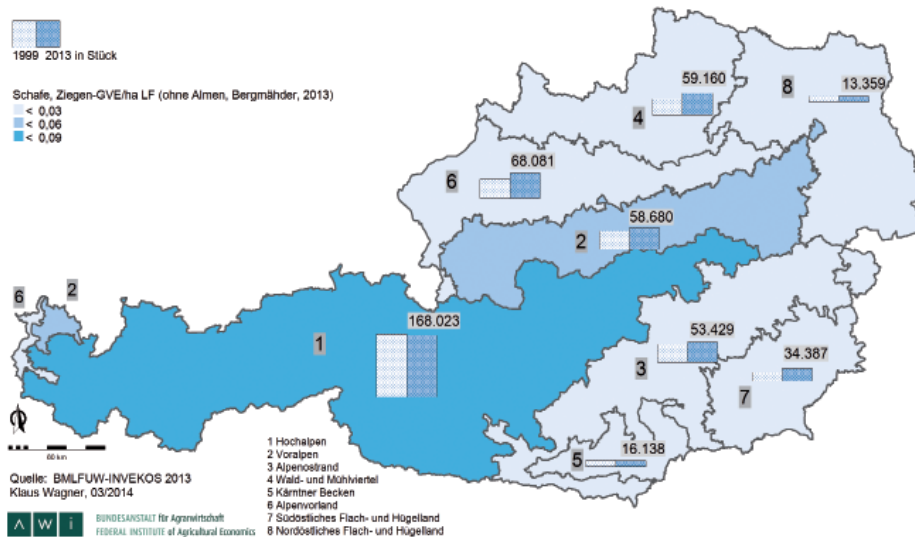 1999 2013 in Stück
Schafe, Ziegen-GVE/ha LF (ohne Almen, Bergmähder, 2013)
< 0,03
< 0,06
< 0,09
59.160
4
8
13.359
68.081
6
58.680
2
6
2
168.023
1
53.429
3
34.387
7
16.138
5
60 km
1 Hochalpen
2 Voralpen
3 Alpenostrand
4 Wald- und Mühlviertel
5 Kärntner Becken
6 Alpenvorland
7 Südöstliches Flach- und Hügelland
8 Nordöstliches Flach- und Hügelland
Quelle: BMLFUW-INVEKOS 2013
Klaus Wagner, 03/2014
AWi
BUNDESANSTALT für Agrarwirtschaft
FEDERAL INSTITUTE of Agricultural Economics